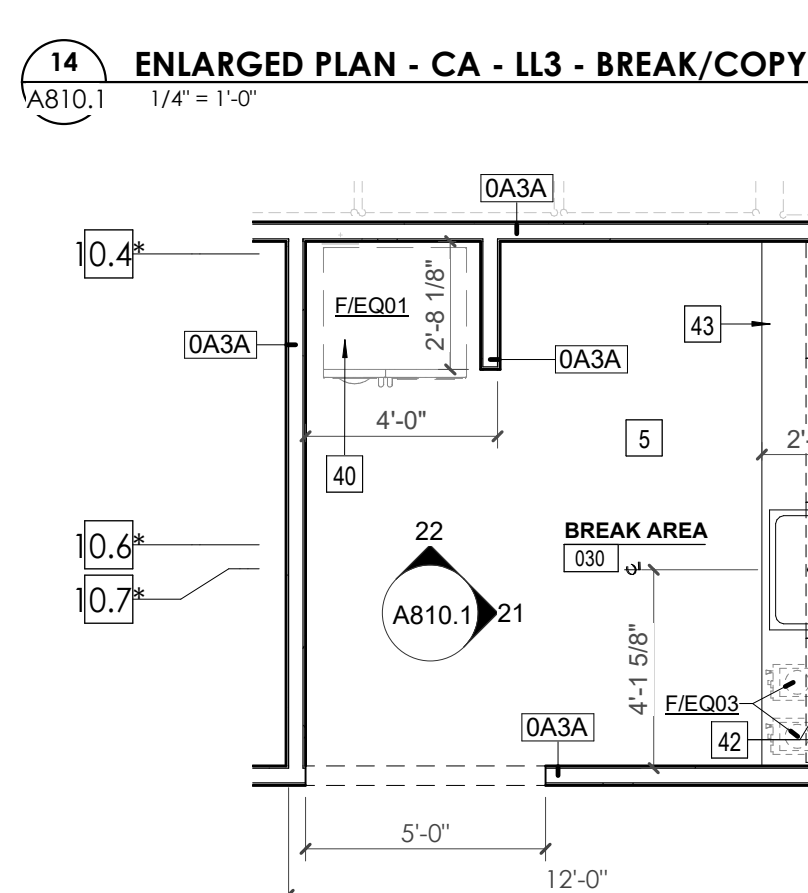 14
ENLARGED PLAN - CA - LL3 - BREAK/COPY
A810.1
1/4" = 1'-0"
0A3A
10.4*
F/EQ01
2'-8 1/8"
43
0A3A
0A3A
4'-0"
5
2'-
40
22
BREAK AREA
10.6*
030
10.7*
A810.1
21
4'-1 5/8"
F/EQ03
0A3A
42
5'-0"
12'-0"